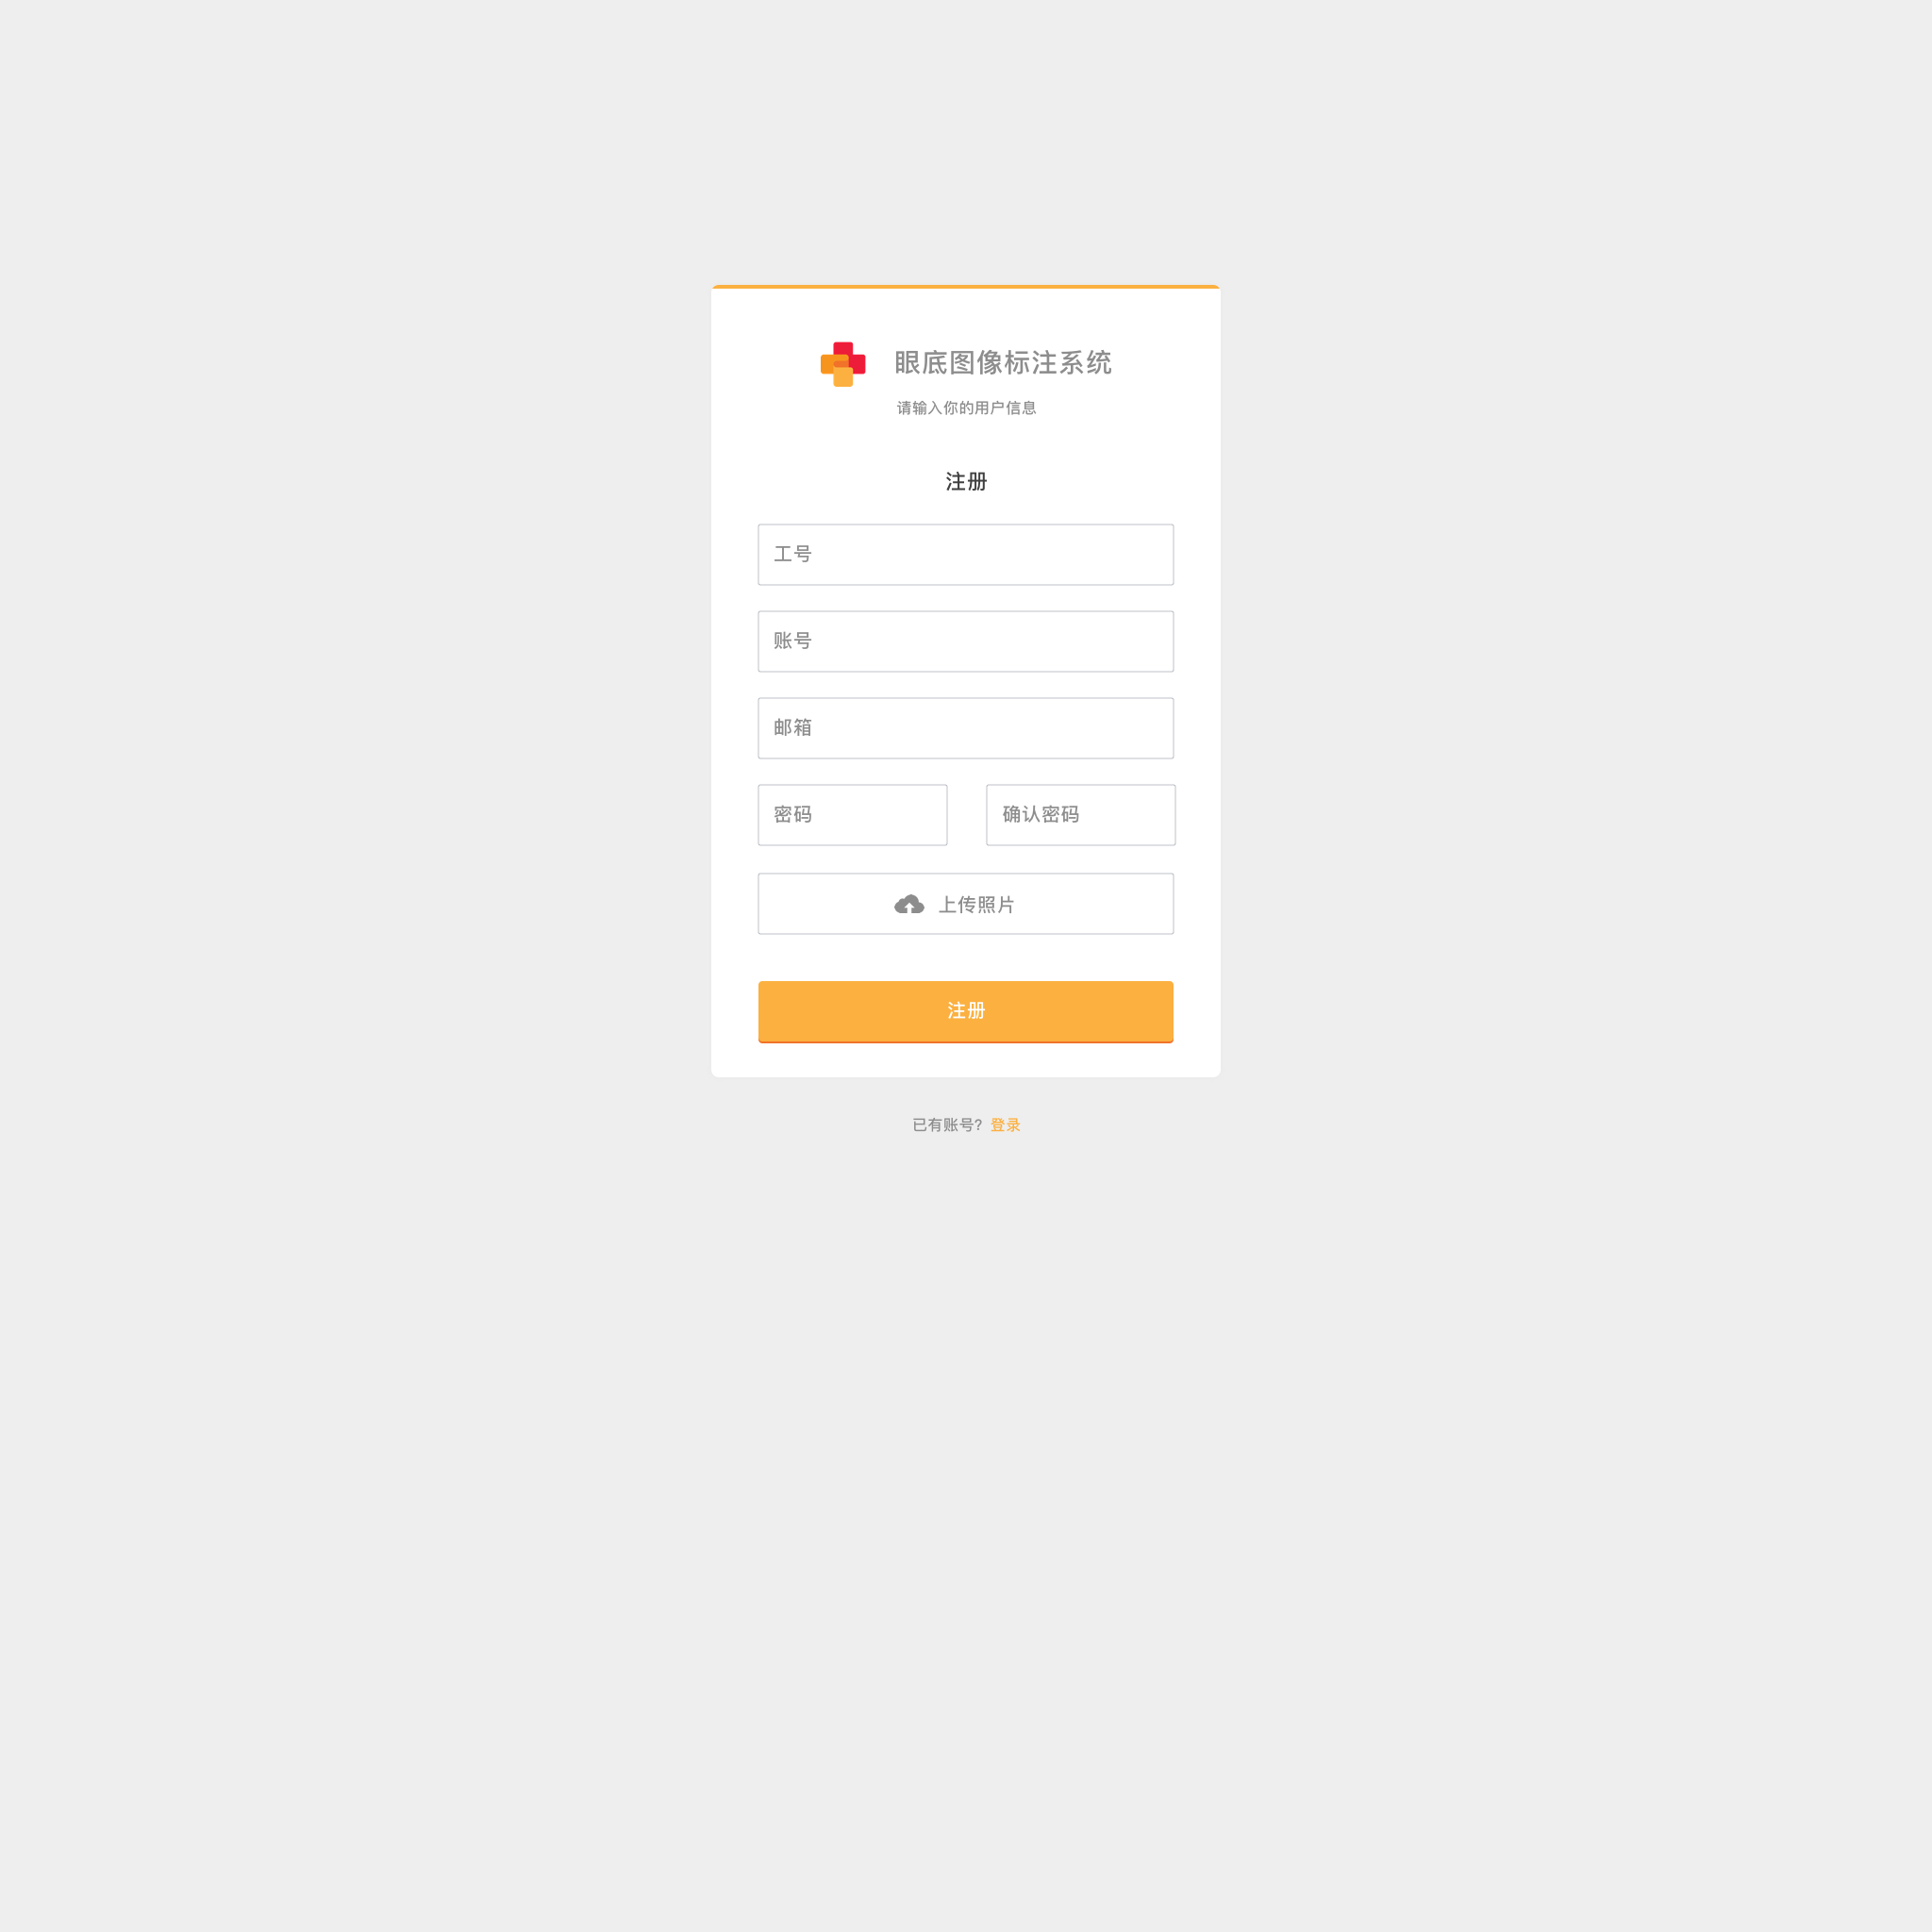 眼底图像标注系统
请输入你的用户信息
注册
工号
账号
邮箱
密码 确认密码
上传照片
注册
已有账号? 登录